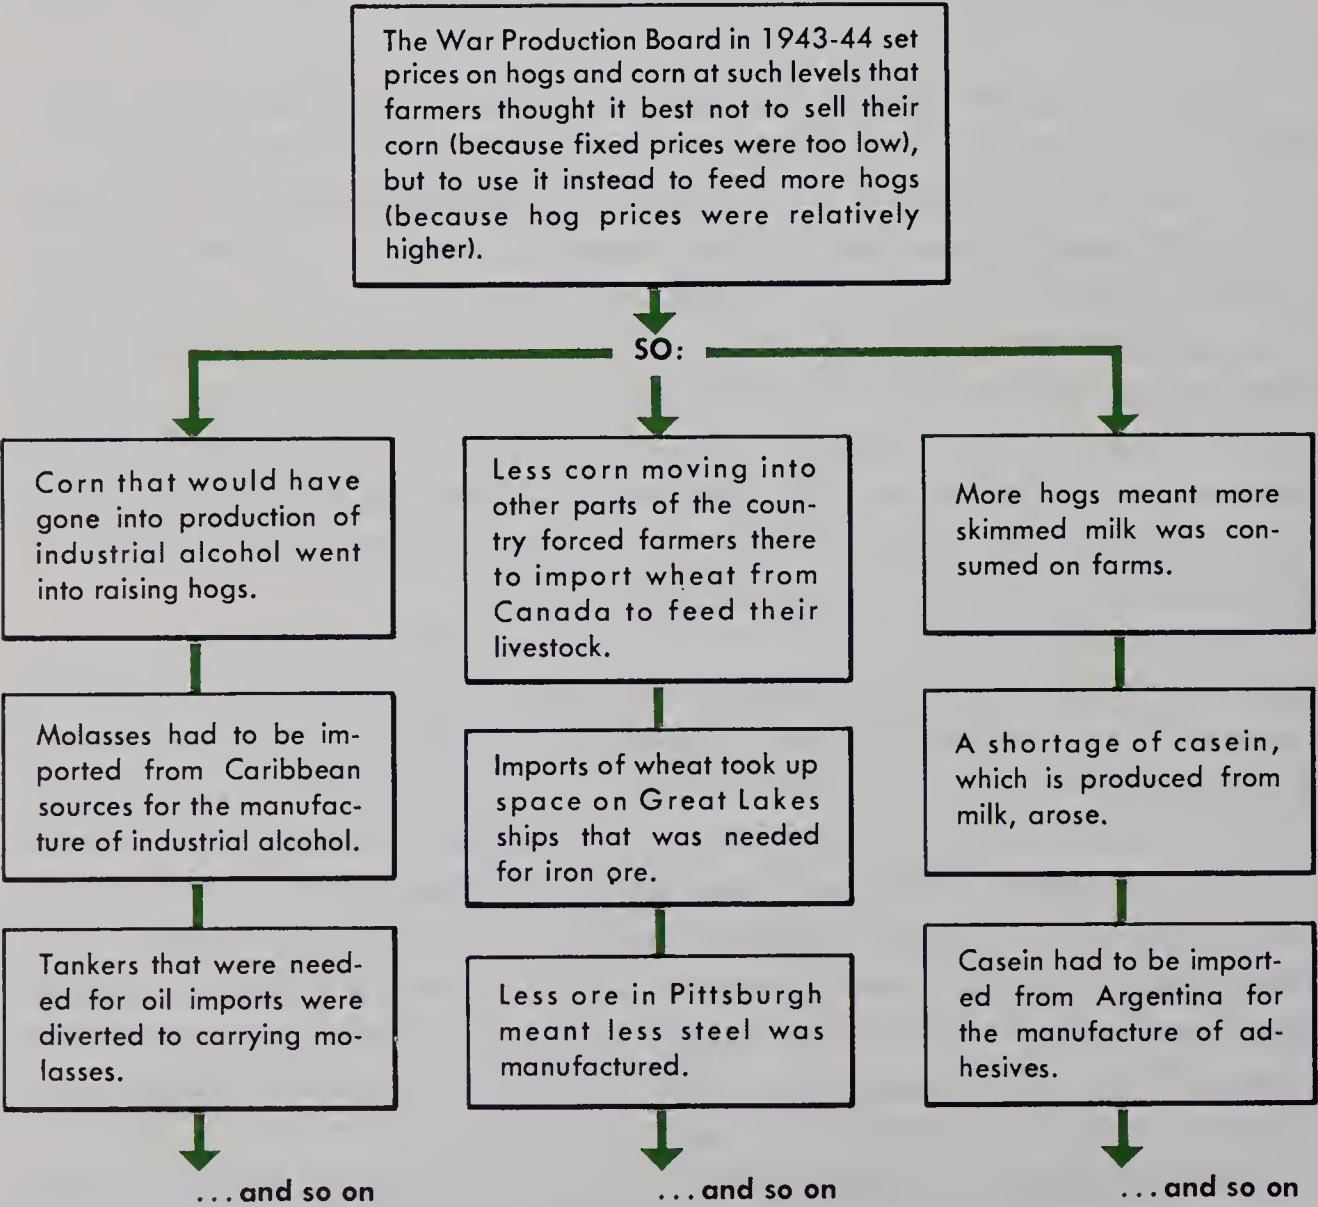 The War Production Board in 1943-44 set
prices on hogs and corn at such levels that
farmers thought it best not to sell their
corn (because fixed prices were too low),
but to use it instead to feed more hogs
(because hog prices were relatively
higher).
SO:
Corn that would have
gone into production of
industrial alcohol went
into raising hogs.
Molasses had to be im-
ported from Caribbean
sources for the manufac-
ture of industrial alcohol.
Tankers that were need-
ed for oil imports were
diverted to carrying mo-
lasses.
...and so on
Less corn moving into
other parts of the coun-
try forced farmers there
to import wheat from
Canada to feed their
livestock.
Imports of wheat took up
space on Great Lakes
ships that was needed
for iron ore.
Less ore in Pittsburgh
meant less steel was
manufactured.
...and so on
More hogs meant more
skimmed milk was con-
sumed on farms.
A shortage of casein,
which is produced from
milk, arose.
Casein had to be import-
ed from Argentina for
the manufacture of ad-
hesives.
...and so on